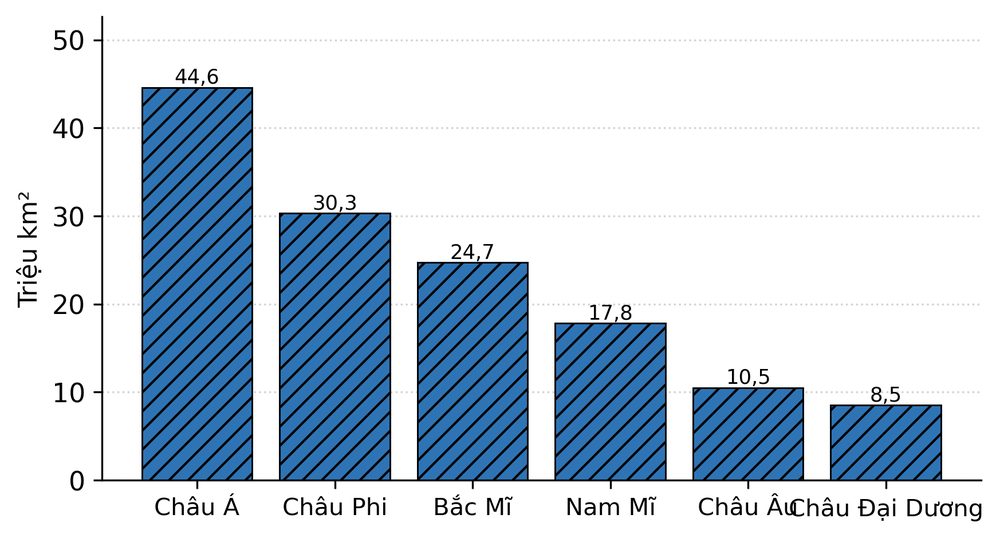 Triệu km²
50
40
30
20
10
0
44,6
30,3
24,7
17,8
10,5
8,5
Châu Á
Châu Phi
Bắc Mĩ
Nam Mĩ
Châu Âu
Châu Đại Dương